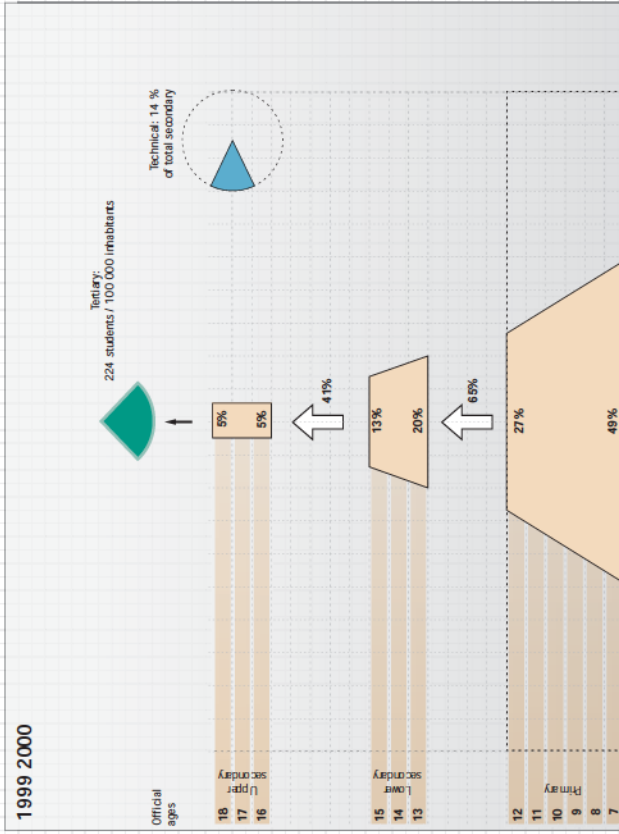 1999 2000
Tertiary:
224 students / 100 000 inhabitants
Technical: 14 %
of total secondary
Official
ages
18
17
16
Upper
secondary
5%
5%
41%
15
14
13
Lower
secondary
13%
20%
65%
12
11
10
9
8
7
Primary
27%
49%